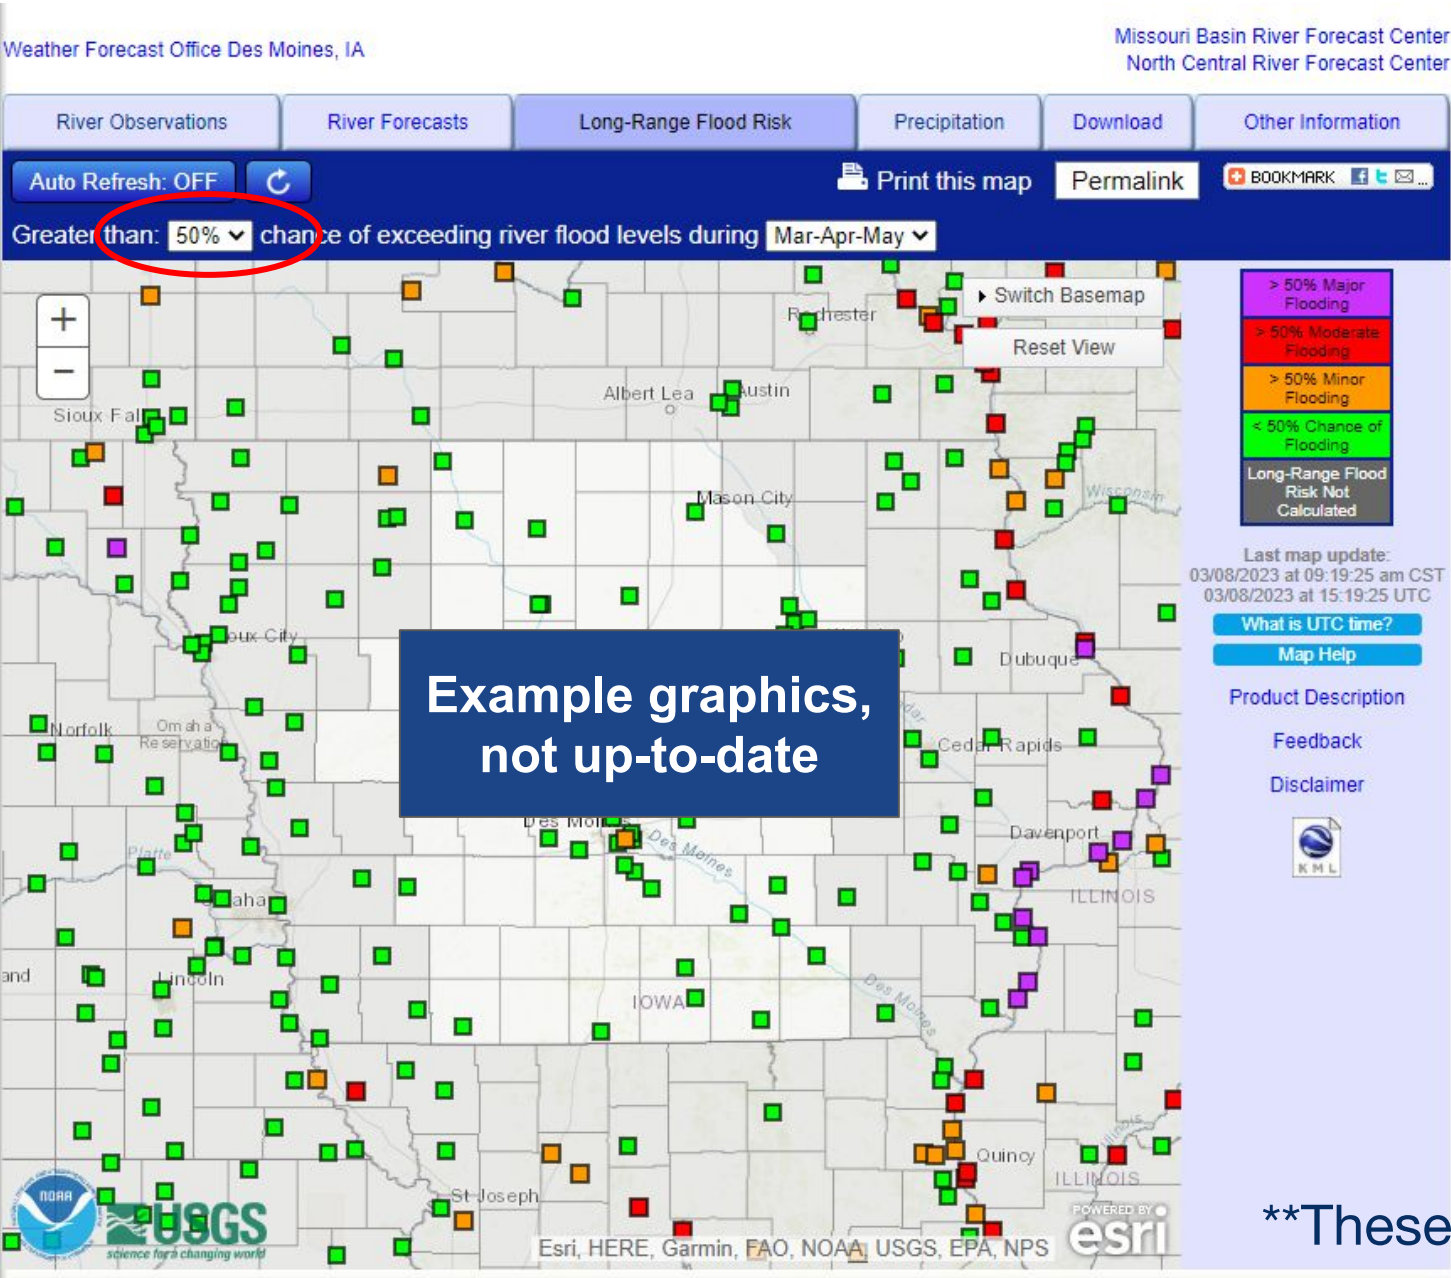 Weather Forecast Office Des Moines, IA
Missouri Basin River Forecast Center
North Central River Forecast Center
River Observations
River Forecasts
Long-Range Flood Risk
Precipitation
Download
Other Information
Auto Refresh: OFF
Print this map
Permalink
BOOKMARK
...
Greater than: 50% chance of exceeding river flood levels during Mar-Apr-May
+
−
Switch Basemap
Reset View
> 50% Major
Flooding
> 50% Moderate
Flooding
> 50% Minor
Flooding
< 50% Chance of
Flooding
Long-Range Flood
Risk Not
Calculated
Last map update:
03/08/2023 at 09:19:25 am CST
03/08/2023 at 15:19:25 UTC
What is UTC time?
Map Help
Product Description
Feedback
Disclaimer
KML
Rochester
Albert Lea
Austin
Sioux Fall
Mason City
Wisconsin
oux City
Dubuque
Norfolk
Omaha
Reservation
Example graphics,
not up-to-date
Cedar Rapids
Des Moines
Des Moines
Davenport
Platte
ILLINOIS
aha
and
Lincoln
IOWA
Des Moines
Quincy
Illinois
ILLINOIS
St Joseph
NOAA
USGS
science for a changing world
Esri, HERE, Garmin, FAO, NOAA, USGS, EPA, NPS
POWERED BY
esri
**These